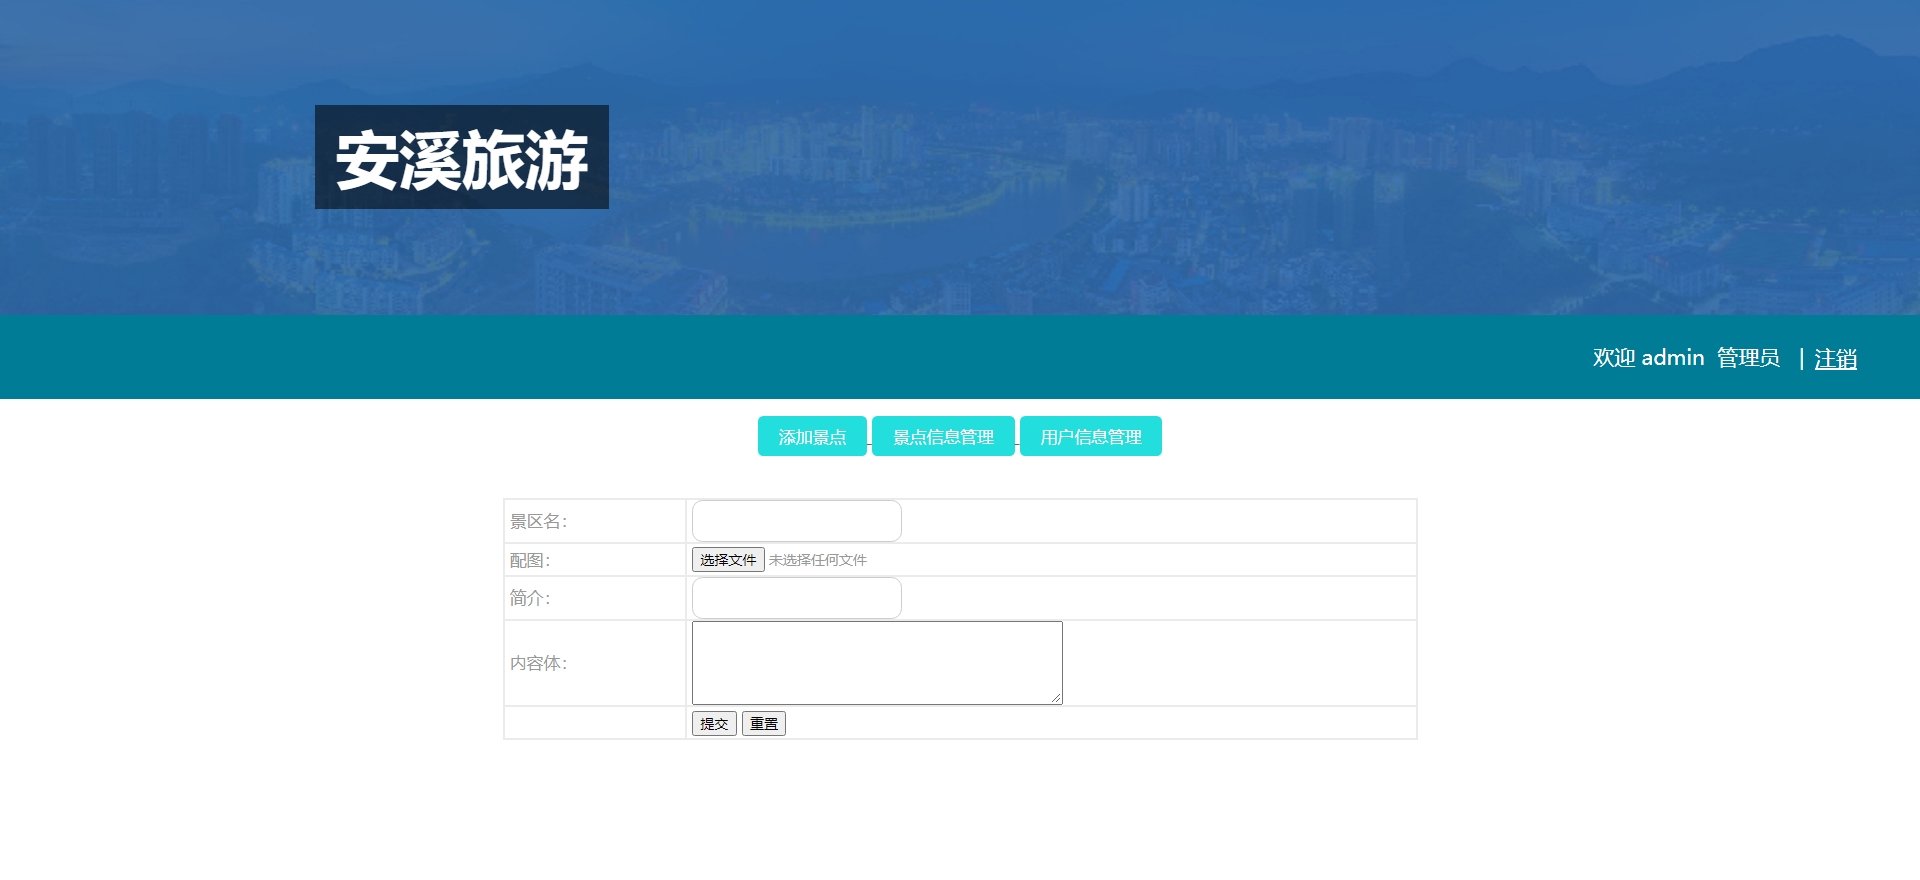 安溪旅游
欢迎 admin 管理员 | 注销
添加景点 景点信息管理 用户信息管理
景区名：
配图： 选择文件 未选择任何文件
简介：
内容体：
提交 重置